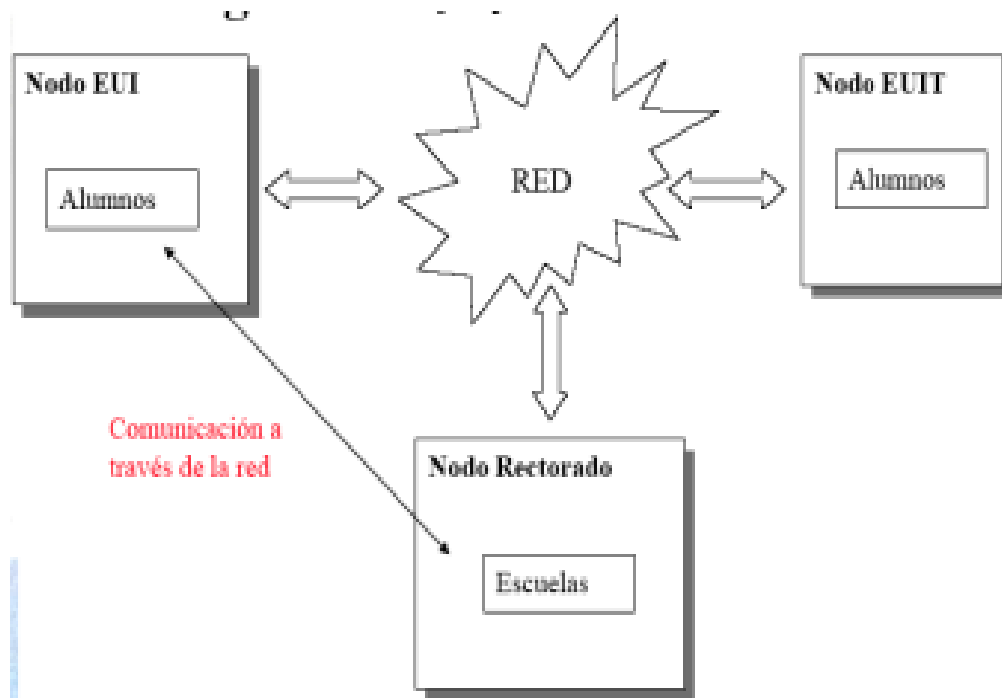 Nodo EUI
Alumnos
RED
Nodo EUIT
Alumnos
Comunicación a
través de la red
Nodo Rectorado
Escuelas